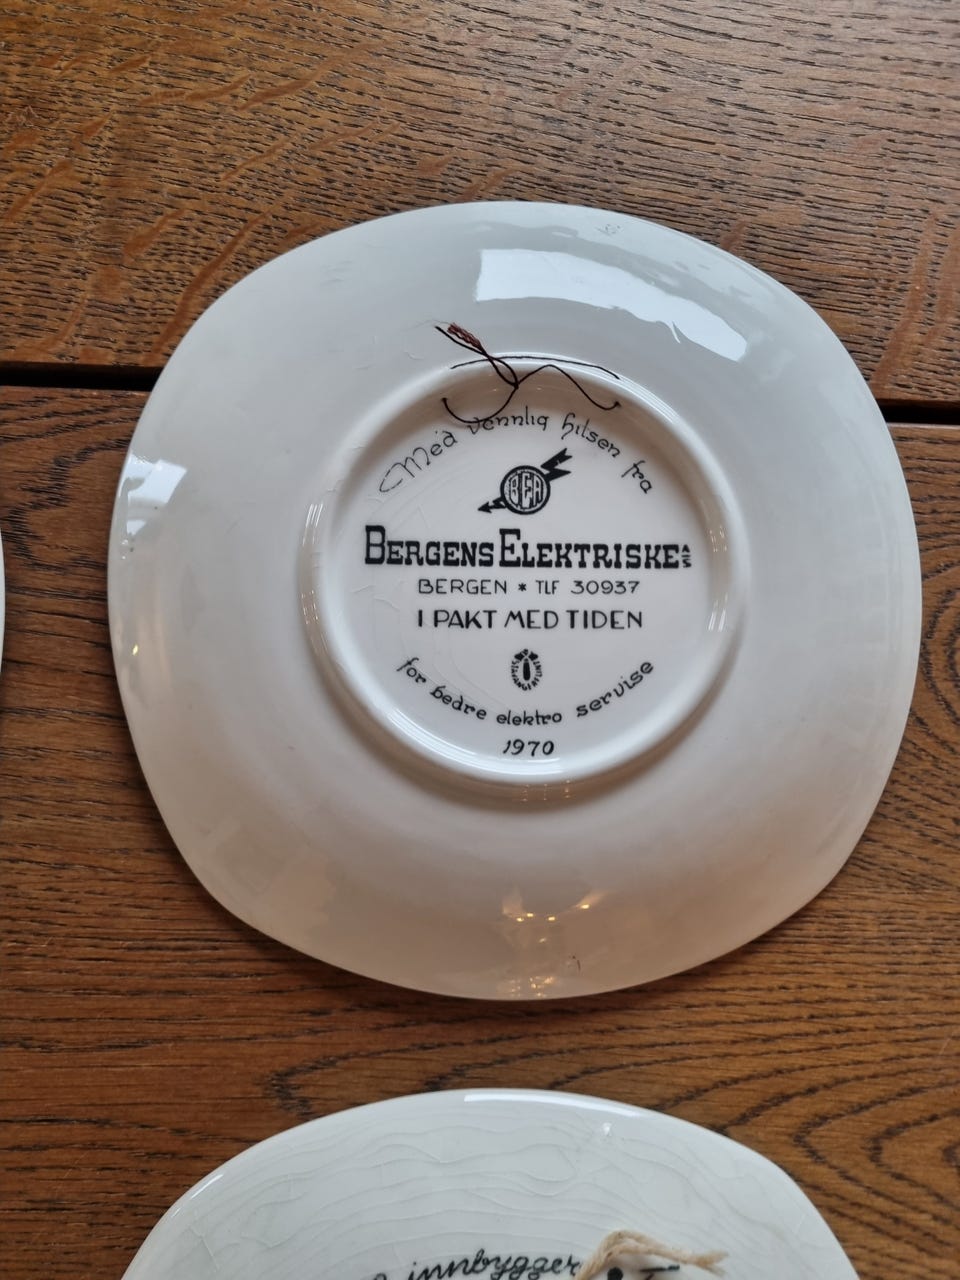 Med vennlig hilsen fra
BEA
BERGENS ELEKTRISKE A/S
BERGEN * TLF 30937
I PAKT MED TIDEN
STAVANGERFLINT
for bedre elektro servise
1970
innbygger